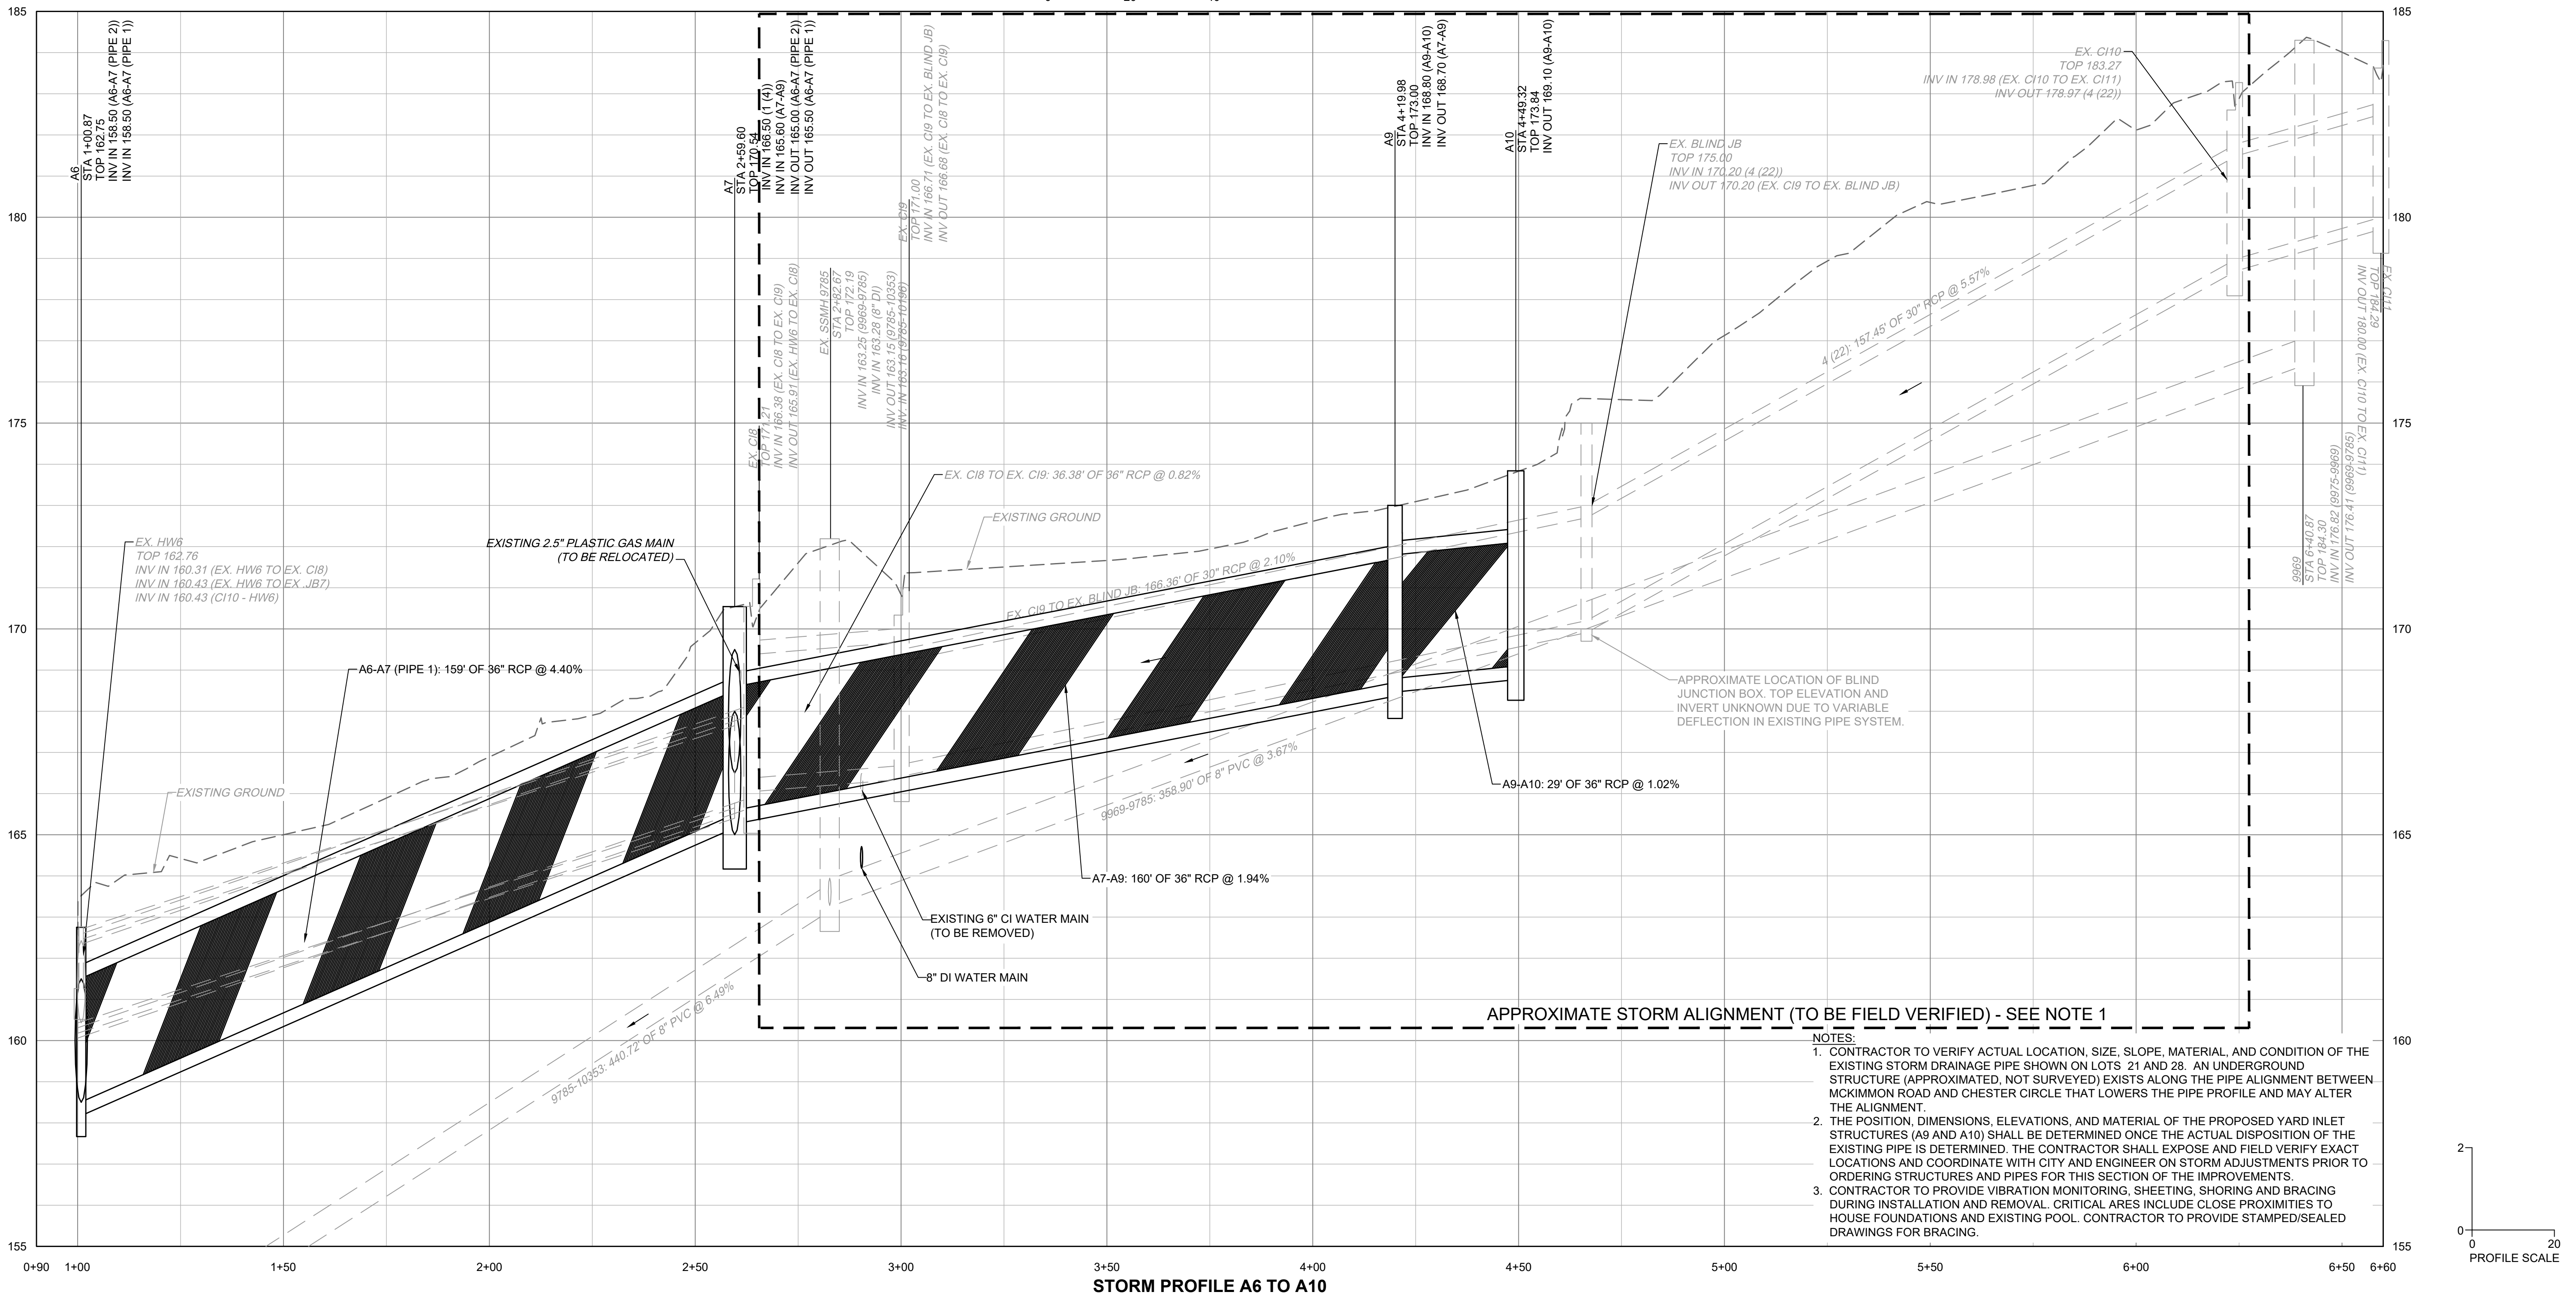 185
180
175
170
165
160
155
A6
STA 1+00.87
TOP 162.75
INV IN 158.50 (A6-A7 (PIPE 2))
INV IN 158.50 (A6-A7 (PIPE 1))
A7
STA 2+59.60
TOP 170.54
INV IN 166.50 (1 (4))
INV IN 165.60 (A7-A9)
INV OUT 165.00 (A6-A7 (PIPE 2))
INV OUT 165.50 (A6-A7 (PIPE 1))
EX. CI8
TOP 171.21
INV IN 166.38 (EX. CI8 TO EX. CI9)
INV OUT 165.91 (EX. HW6 TO EX. CI8)
EX. SSMH 9785
STA 2+82.67
TOP 172.19
INV IN 163.25 (9969-9785)
INV IN 163.28 (8" DI)
INV OUT 163.15 (9785-10353)
INV. IN 163.16 (9785-10196)
EX. CI9
TOP 171.00
INV IN 166.71 (EX. CI9 TO EX. BLIND JB)
INV OUT 166.68 (EX. CI8 TO EX. CI9)
A9
STA 4+19.98
TOP 173.00
INV IN 168.80 (A9-A10)
INV OUT 168.70 (A7-A9)
A10
STA 4+49.32
TOP 173.84
INV OUT 169.10 (A9-A10)
EX. BLIND JB
TOP 175.00
INV IN 170.20 (4 (22))
INV OUT 170.20 (EX. CI9 TO EX. BLIND JB)
EX. CI10
TOP 183.27
INV IN 178.98 (EX. CI10 TO EX. CI11)
INV OUT 178.97 (4 (22))
EX. CI11
TOP 184.29
INV OUT 180.00 (EX. CI10 TO EX. CI11)
9969
STA 6+40.87
TOP 184.30
INV IN 176.82 (9975-9969)
INV OUT 176.41 (9969-9785)
4 (22): 157.45' OF 30" RCP @ 5.57%
EX. CI8 TO EX. CI9: 36.38' OF 36" RCP @ 0.82%
EXISTING GROUND
EX. HW6
TOP 162.76
INV IN 160.31 (EX. HW6 TO EX. CI8)
INV IN 160.43 (EX. HW6 TO EX .JB7)
INV IN 160.43 (CI10 - HW6)
EXISTING 2.5" PLASTIC GAS MAIN
(TO BE RELOCATED)
EX. CI9 TO EX. BLIND JB: 166.36' OF 30" RCP @ 2.10%
A6-A7 (PIPE 1): 159' OF 36" RCP @ 4.40%
EXISTING GROUND
APPROXIMATE LOCATION OF BLIND
JUNCTION BOX. TOP ELEVATION AND
INVERT UNKNOWN DUE TO VARIABLE
DEFLECTION IN EXISTING PIPE SYSTEM.
9969-9785: 358.90' OF 8" PVC @ 3.67%
A9-A10: 29' OF 36" RCP @ 1.02%
A7-A9: 160' OF 36" RCP @ 1.94%
EXISTING 6" CI WATER MAIN
(TO BE REMOVED)
8" DI WATER MAIN
9785-10353: 440.72' OF 8" PVC @ 6.49%
APPROXIMATE STORM ALIGNMENT (TO BE FIELD VERIFIED) - SEE NOTE 1
NOTES:
1. CONTRACTOR TO VERIFY ACTUAL LOCATION, SIZE, SLOPE, MATERIAL, AND CONDITION OF THE
EXISTING STORM DRAINAGE PIPE SHOWN ON LOTS 21 AND 28. AN UNDERGROUND
STRUCTURE (APPROXIMATED, NOT SURVEYED) EXISTS ALONG THE PIPE ALIGNMENT BETWEEN
MCKIMMON ROAD AND CHESTER CIRCLE THAT LOWERS THE PIPE PROFILE AND MAY ALTER
THE ALIGNMENT.
2. THE POSITION, DIMENSIONS, ELEVATIONS, AND MATERIAL OF THE PROPOSED YARD INLET
STRUCTURES (A9 AND A10) SHALL BE DETERMINED ONCE THE ACTUAL DISPOSITION OF THE
EXISTING PIPE IS DETERMINED. THE CONTRACTOR SHALL EXPOSE AND FIELD VERIFY EXACT
LOCATIONS AND COORDINATE WITH CITY AND ENGINEER ON STORM ADJUSTMENTS PRIOR TO
ORDERING STRUCTURES AND PIPES FOR THIS SECTION OF THE IMPROVEMENTS.
3. CONTRACTOR TO PROVIDE VIBRATION MONITORING, SHEETING, SHORING AND BRACING
DURING INSTALLATION AND REMOVAL. CRITICAL ARES INCLUDE CLOSE PROXIMITIES TO
HOUSE FOUNDATIONS AND EXISTING POOL. CONTRACTOR TO PROVIDE STAMPED/SEALED
DRAWINGS FOR BRACING.
185
180
175
170
165
160
155
0+90 1+00 1+50 2+00 2+50 3+00 3+50 4+00 4+50 5+00 5+50 6+00 6+50 6+60
STORM PROFILE A6 TO A10
2
0
0 20
PROFILE SCALE